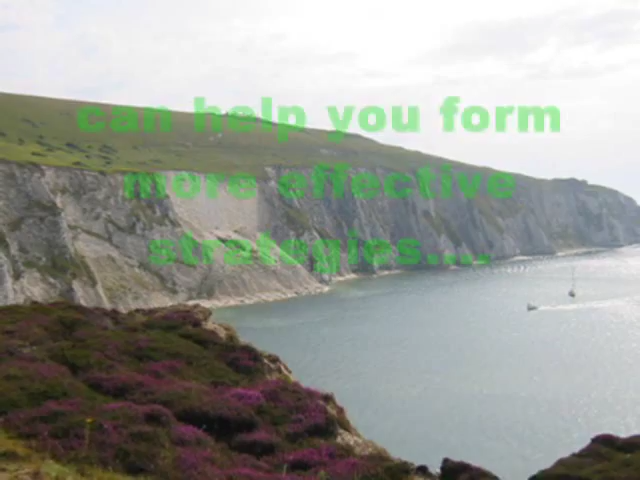 can help you form
more effective
strategies....